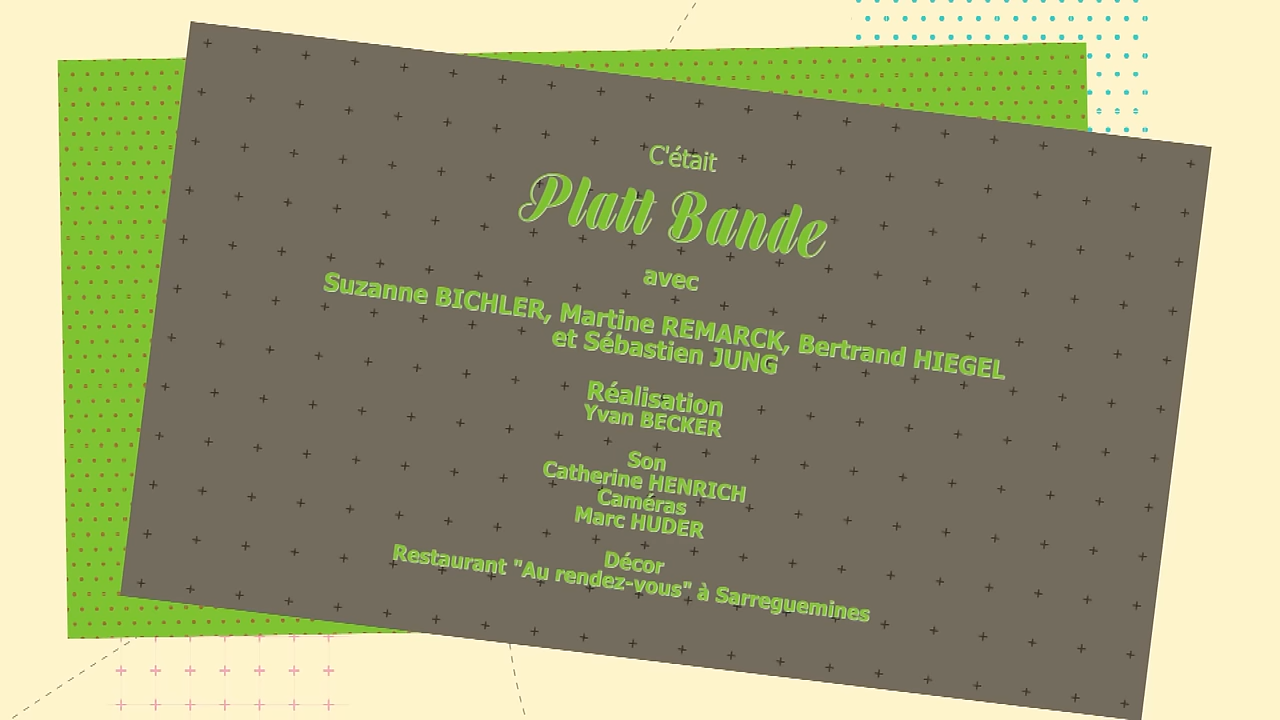 C'était
Platt Bande
avec
Suzanne BICHLER, Martine REMARCK, Bertrand HIEGEL
et Sébastien JUNG
Réalisation
Yvan BECKER
Son
Catherine HENRICH
Caméras
Marc HUDER
Décor
Restaurant "Au rendez-vous" à Sarreguemines